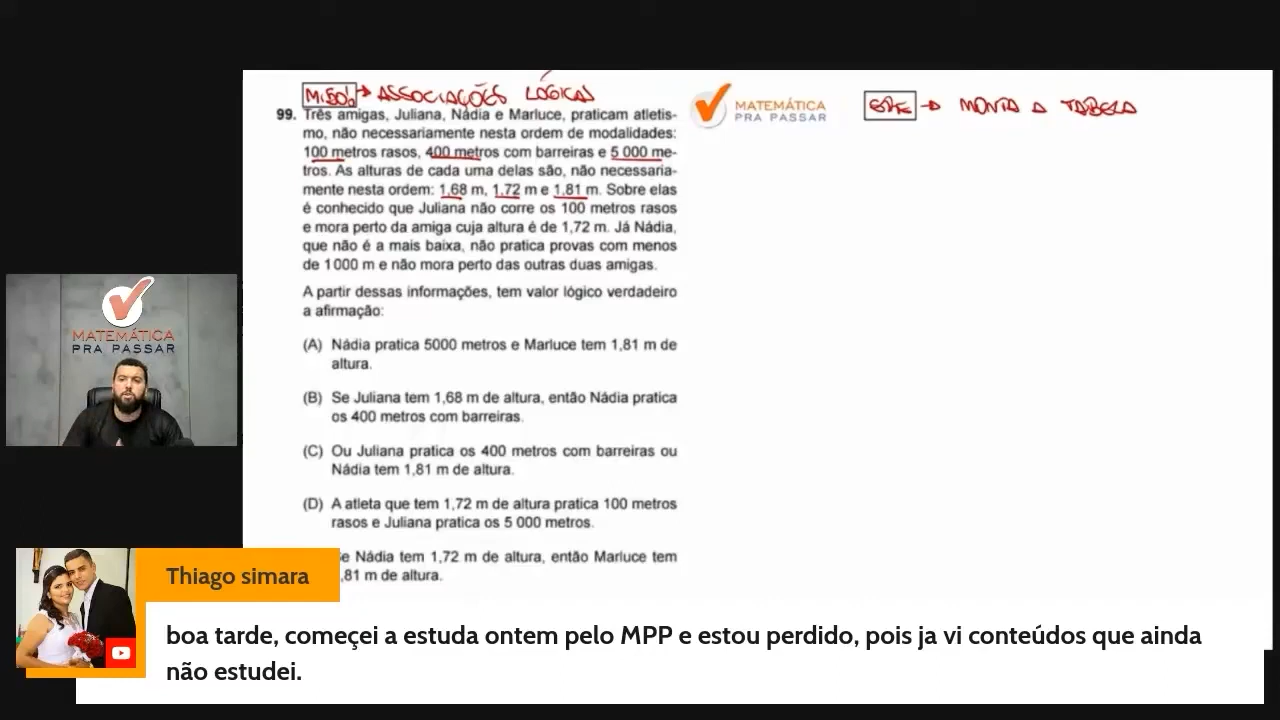 MÉTODO → ASSOCIAÇÕES LÓGICAS
MATEMÁTICA
PRA PASSAR
→ MONTA A TABELA
99. Três amigas, Juliana, Nádia e Marluce, praticam atletis-
mo, não necessariamente nesta ordem de modalidades:
100 metros rasos, 400 metros com barreiras e 5 000 me-
tros. As alturas de cada uma delas são, não necessaria-
mente nesta ordem: 1,68 m, 1,72 m e 1,81 m. Sobre elas
é conhecido que Juliana não corre os 100 metros rasos
e mora perto da amiga cuja altura é de 1,72 m. Já Nádia,
que não é a mais baixa, não pratica provas com menos
de 1 000 m e não mora perto das outras duas amigas.
A partir dessas informações, tem valor lógico verdadeiro
a afirmação:
(A) Nádia pratica 5000 metros e Marluce tem 1,81 m de
altura.
(B) Se Juliana tem 1,68 m de altura, então Nádia pratica
os 400 metros com barreiras.
(C) Ou Juliana pratica os 400 metros com barreiras ou
Nádia tem 1,81 m de altura.
(D) A atleta que tem 1,72 m de altura pratica 100 metros
rasos e Juliana pratica os 5 000 metros.
se Nádia tem 1,72 m de altura, então Marluce tem
,81 m de altura.
MATEMÁTICA
PRA PASSAR
Thiago simara
boa tarde, começei a estuda ontem pelo MPP e estou perdido, pois ja vi conteúdos que ainda
não estudei.